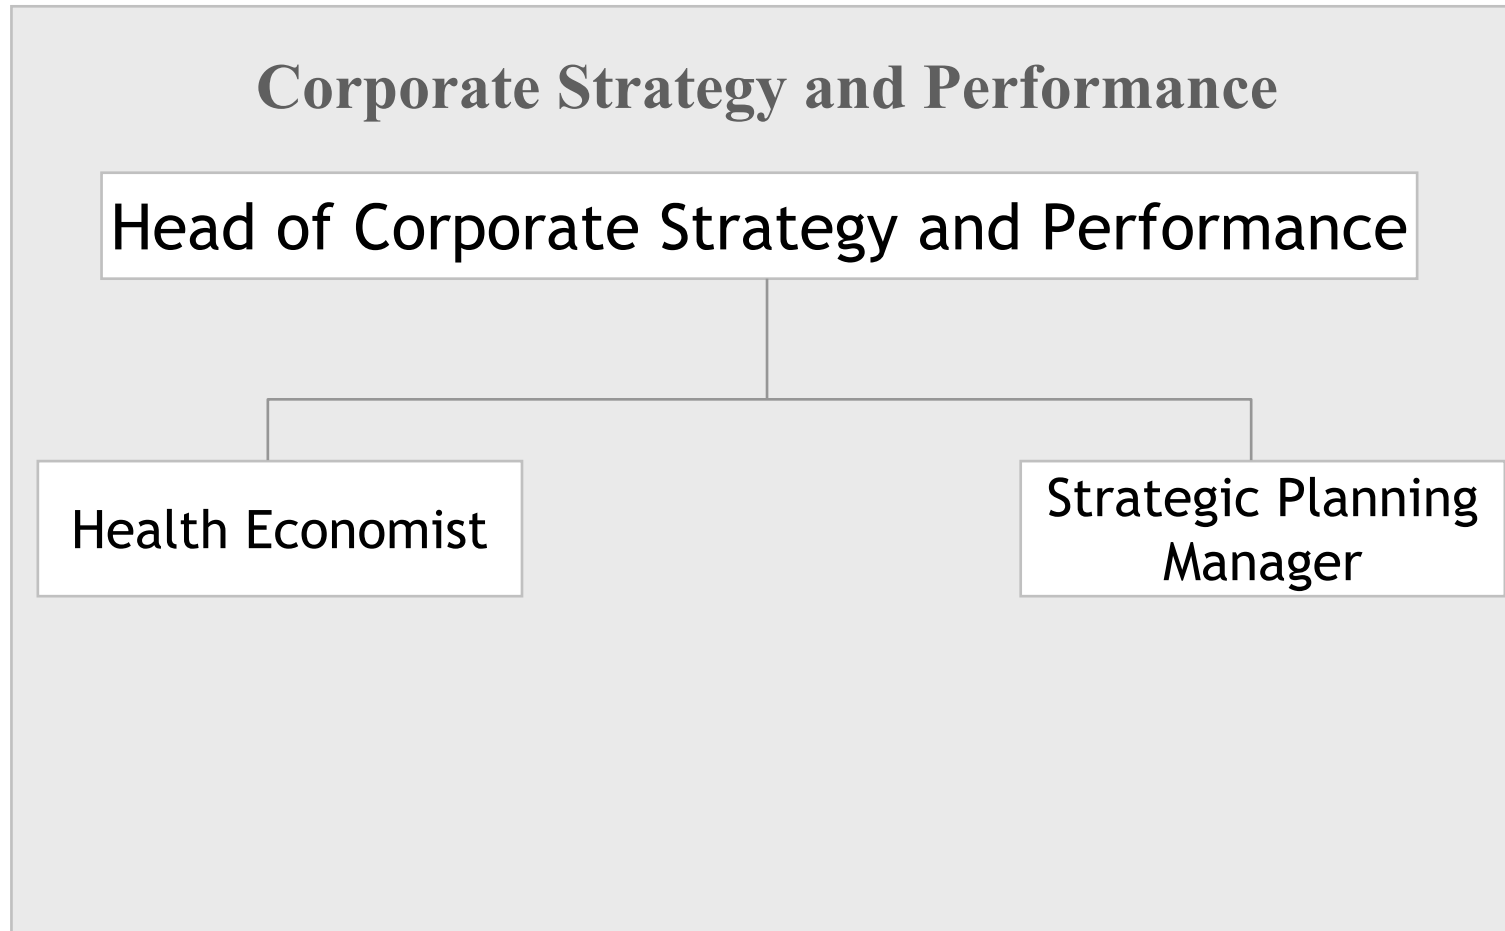 Corporate Strategy and Performance
Head of Corporate Strategy and Performance
Health Economist
Strategic Planning
Manager